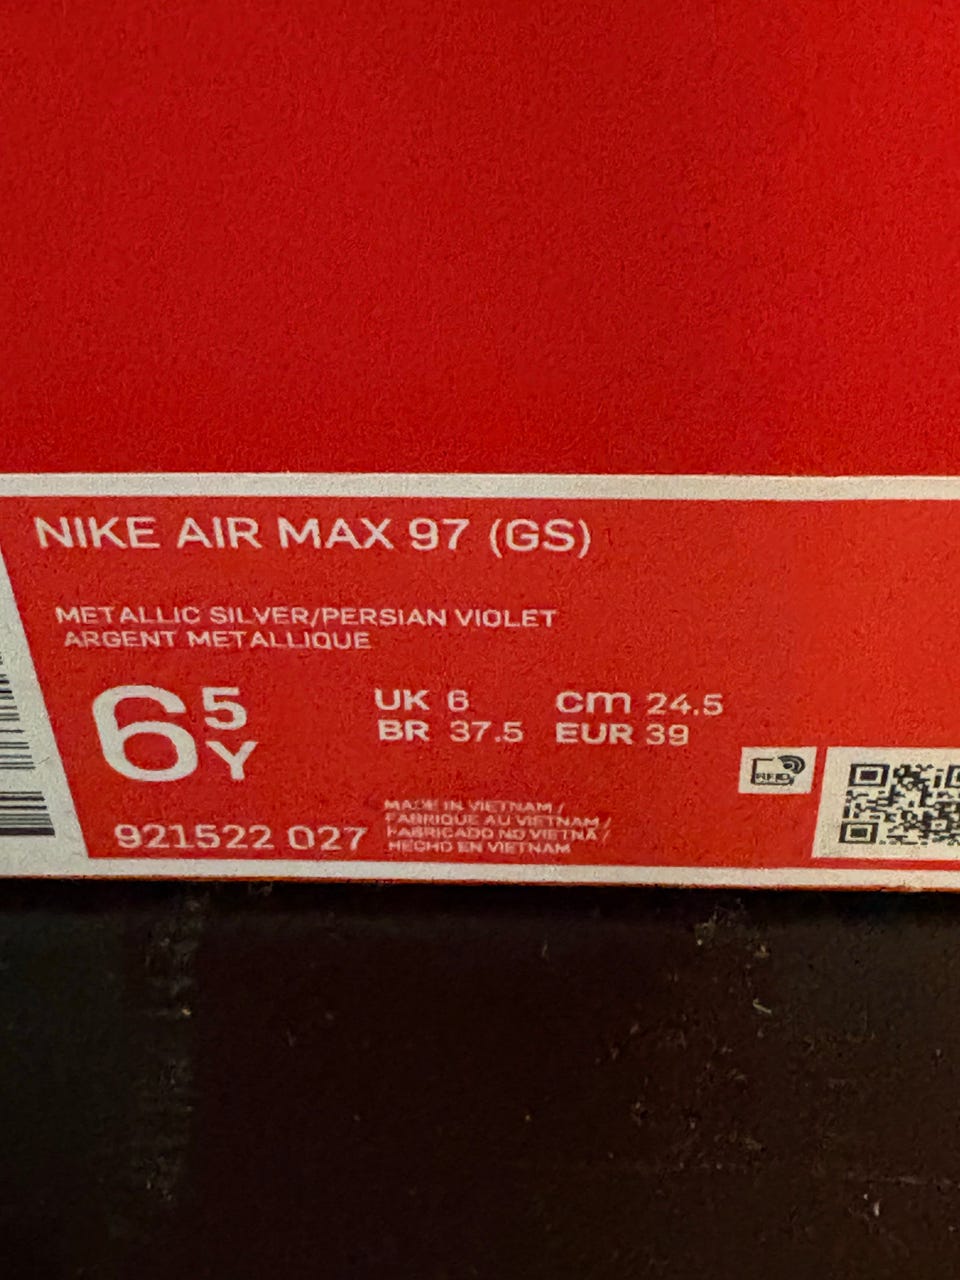 NIKE AIR MAX 97 (GS)
METALLIC SILVER/PERSIAN VIOLET
ARGENT METALLIQUE
6 5 Y
UK 6 cm 24.5
BR 37.5 EUR 39
RFID
921522 027
MADE IN VIETNAM /
FABRIQUE AU VIETNAM /
FABRICADO NO VIETNÃ /
HECHO EN VIETNAM